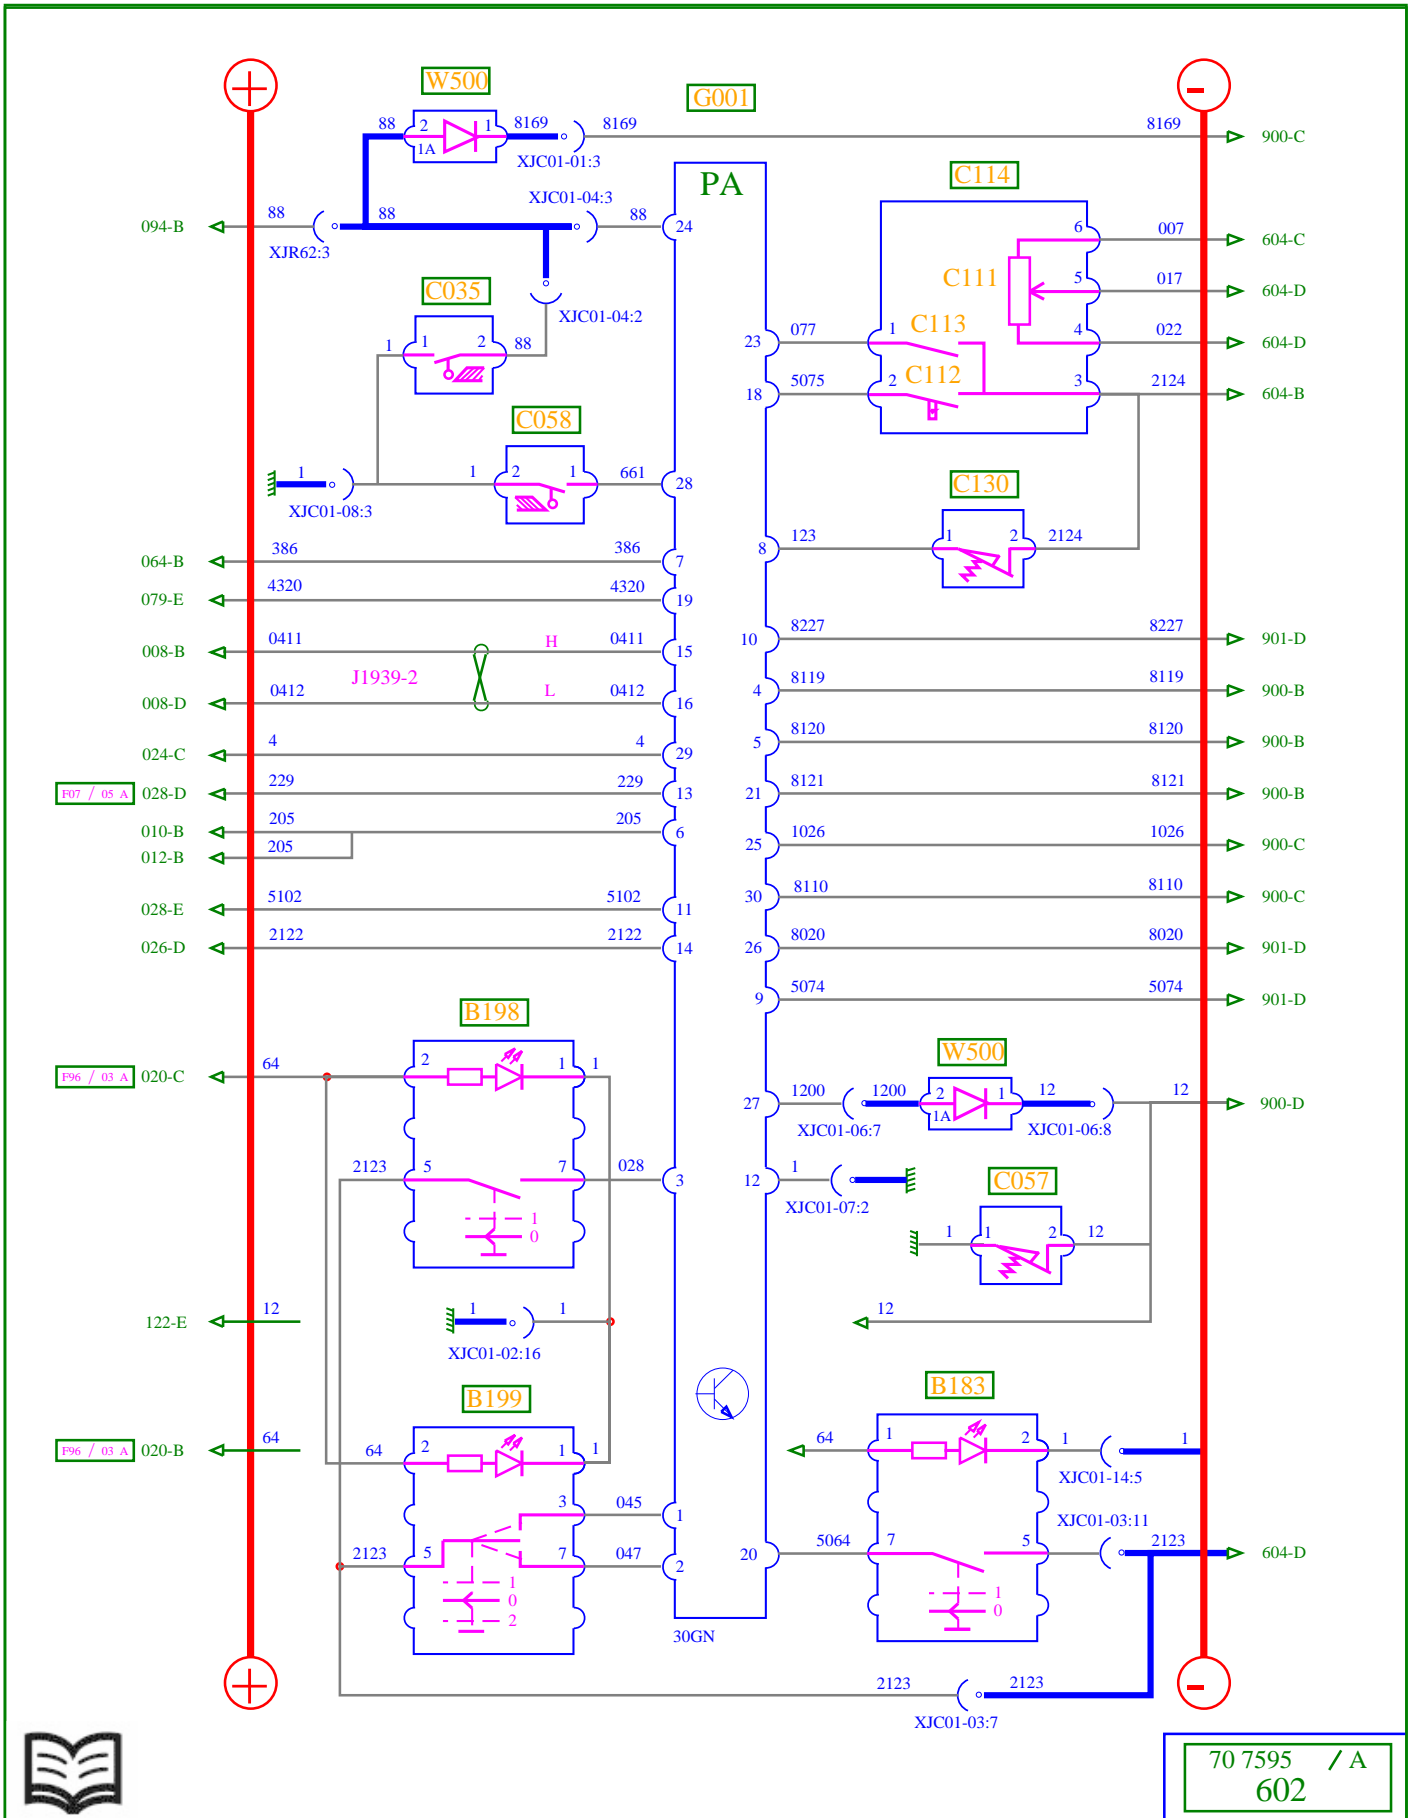 W500
G001
88 2 1 8169 8169 8169 900-C
1A
XJC01-01:3
PA
C114
XJC01-04:3
094-B 88 88 88 24
XJR62:3
6 007 604-C
C111 5 017 604-D
C035
XJC01-04:2
1 1 2 88
23 077 1 C113 4 022 604-D
C112
18 5075 2 3 2124 604-B
C058
1 1 2 1 661 28
XJC01-08:3
C130
8 123 1 2 2124
064-B 386 386 7
079-E 4320 4320 19
008-B 0411 H 0411 15
J1939-2
008-D 0412 L 0412 16
10 8227 8227 901-D
4 8119 8119 900-B
024-C 4 4 29
5 8120 8120 900-B
F07 / 05 A 028-D 229 229 13
21 8121 8121 900-B
010-B 205 205 6
012-B 205
25 1026 1026 900-C
30 8110 8110 900-C
028-E 5102 5102 11
026-D 2122 2122 14
26 8020 8020 901-D
9 5074 5074 901-D
B198
F96 / 03 A 020-C 64 2 1 1
W500
27 1200 1200 2 1 12 12 900-D
1A
XJC01-06:7 XJC01-06:8
2123 5 7 028 3
1
0
12 1
XJC01-07:2
C057
1 1 2 12
122-E 12 1 1
XJC01-02:16
12
B199
B183
F96 / 03 A 020-B 64 64 2 1 1
64 1 2 1 1
XJC01-14:5
3 045 1
XJC01-03:11
2123 5 7 047 2
1
0
2
20 5064 7 5 2123 604-D
1
0
30GN
2123 2123
XJC01-03:7
70 7595 / A
602